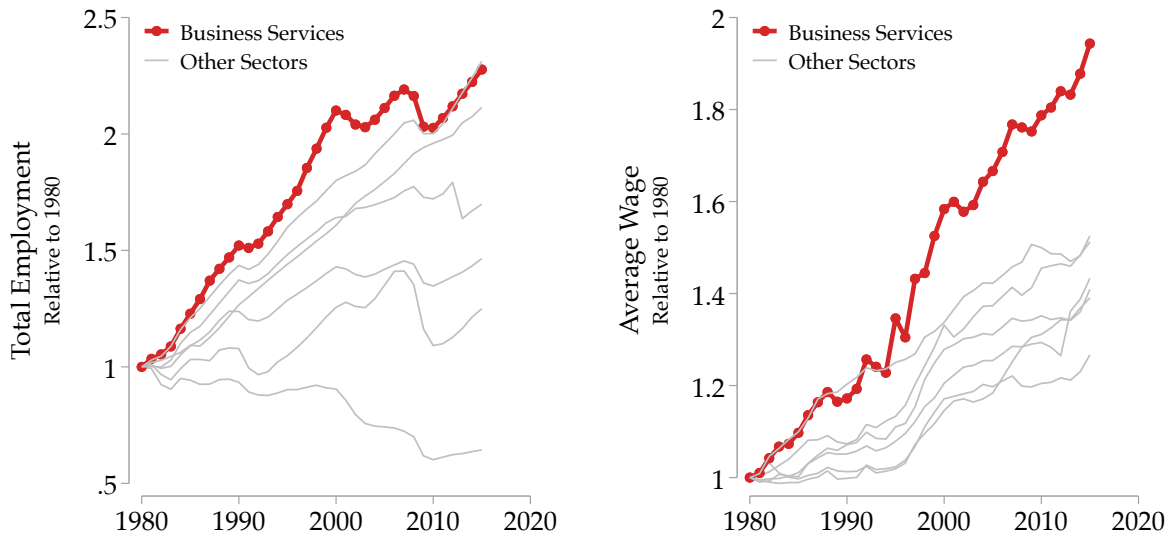 2.5
2
1.5
1
.5
Total Employment
Relative to 1980
Business Services
Other Sectors
1980 1990 2000 2010 2020
2
1.8
1.6
1.4
1.2
1
Average Wage
Relative to 1980
Business Services
Other Sectors
1980 1990 2000 2010 2020